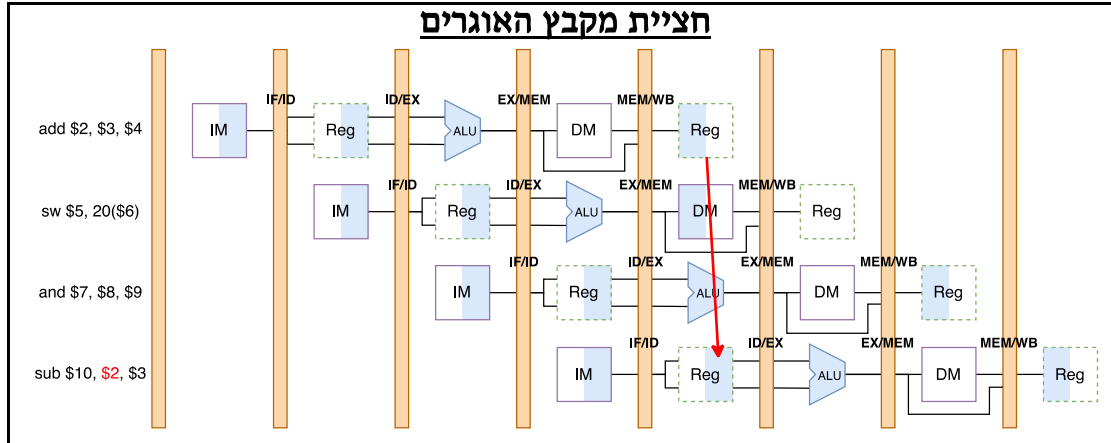 חציית מקבץ האוגרים
IF/ID ID/EX EX/MEM MEM/WB
add $2, $3, $4 IM Reg ALU DM Reg
IF/ID ID/EX EX/MEM MEM/WB
sw $5, 20($6) IM Reg ALU DM Reg
IF/ID ID/EX EX/MEM MEM/WB
and $7, $8, $9 IM Reg ALU DM Reg
IF/ID ID/EX EX/MEM MEM/WB
sub $10, $2, $3 IM Reg ALU DM Reg